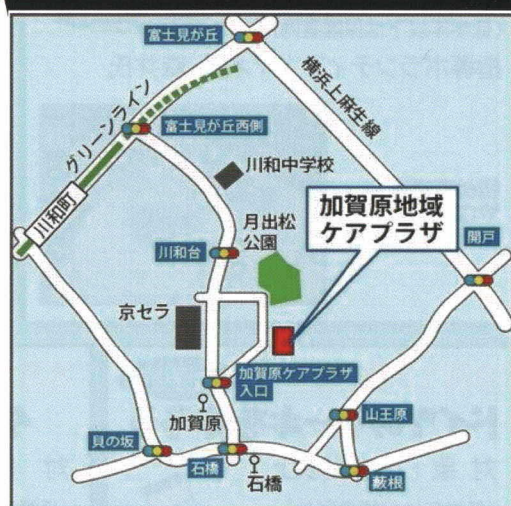 富士見が丘
横浜上麻生線
グリーンライン
富士見が丘西側
川和中学校
川和町
加賀原地域
ケアプラザ
月出松
公園
川和台
開戸
京セラ
加賀原ケアプラザ
入口
加賀原
山王原
貝の坂
石橋
石橋
薮根